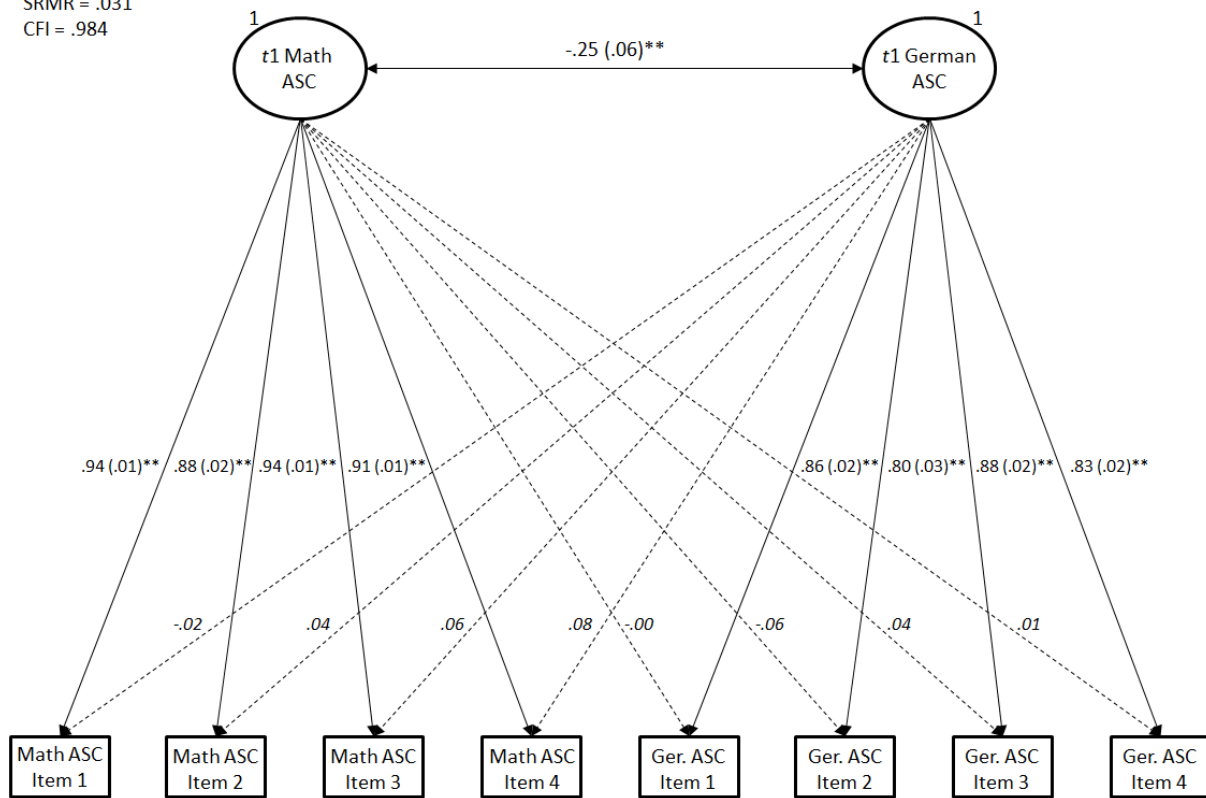 SRMR = .031
CFI = .984
1
1
t1 Math
ASC
-.25 (.06)**
t1 German
ASC
.94 (.01)** .88 (.02)** .94 (.01)** .91 (.01)** .86 (.02)** .80 (.03)** .88 (.02)** .83 (.02)**
-.02 .04 .06 .08 -.00 -.06 .04 .01
Math ASC
Item 1
Math ASC
Item 2
Math ASC
Item 3
Math ASC
Item 4
Ger. ASC
Item 1
Ger. ASC
Item 2
Ger. ASC
Item 3
Ger. ASC
Item 4